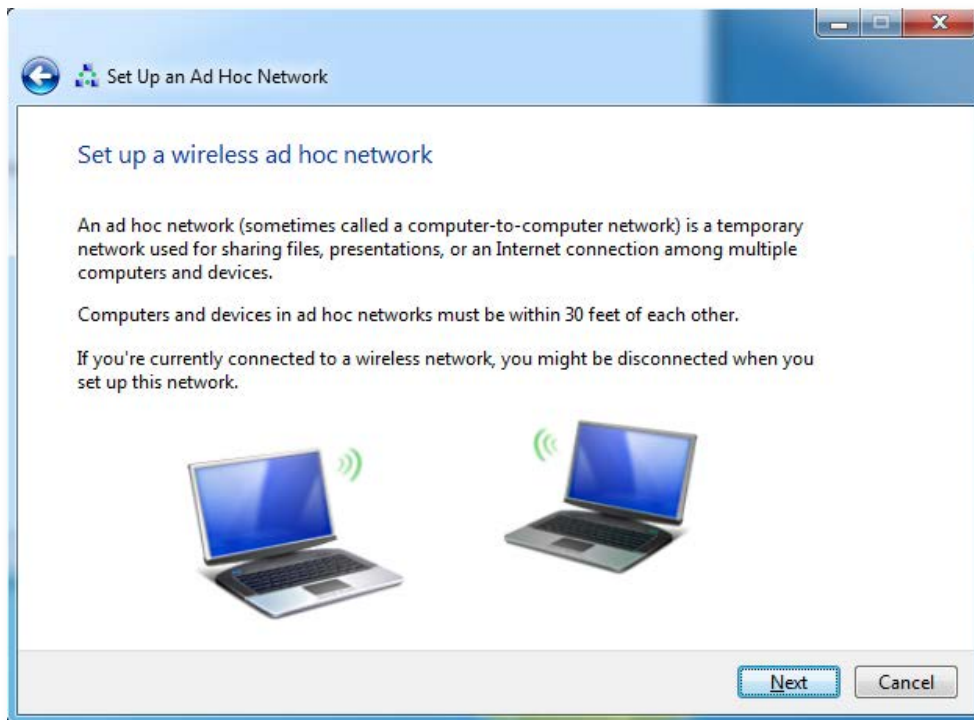 Set Up an Ad Hoc Network
Set up a wireless ad hoc network
An ad hoc network (sometimes called a computer-to-computer network) is a temporary
network used for sharing files, presentations, or an Internet connection among multiple
computers and devices.
Computers and devices in ad hoc networks must be within 30 feet of each other.
If you're currently connected to a wireless network, you might be disconnected when you
set up this network.
Next Cancel